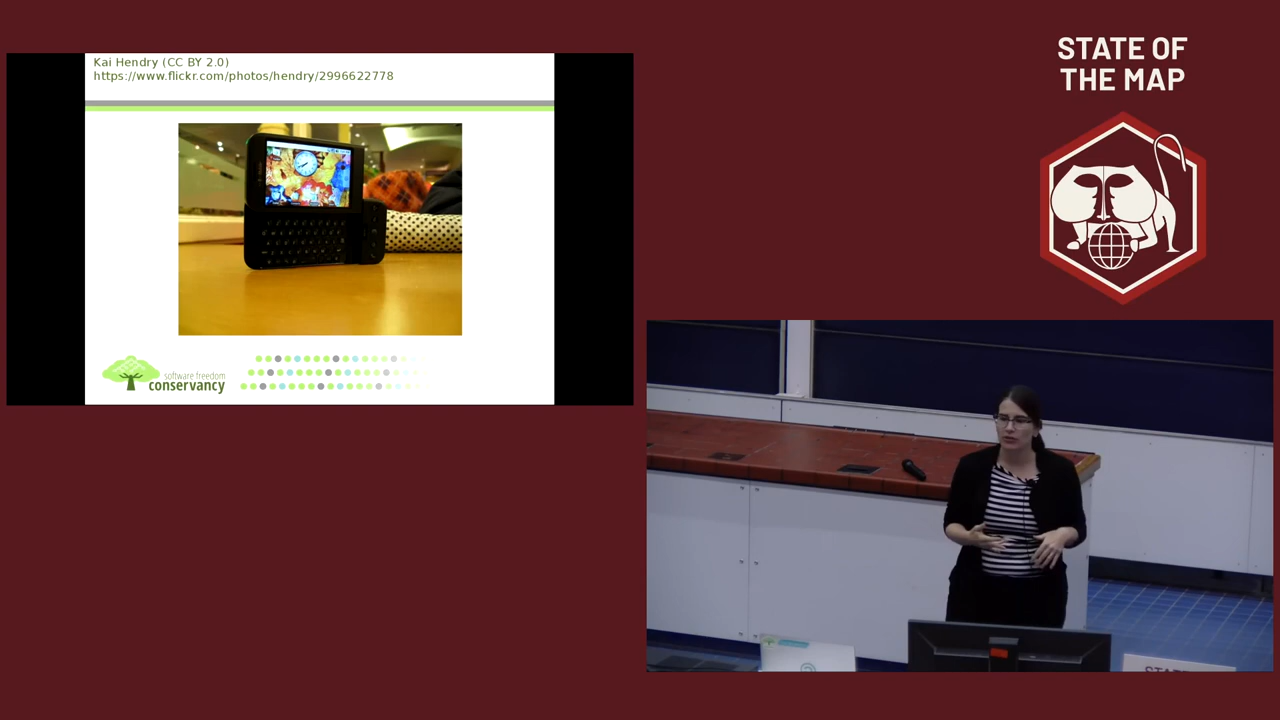 Kai Hendry (CC BY 2.0)
https://www.flickr.com/photos/hendry/2996622778
software freedom
conservancy
STATE OF
THE MAP